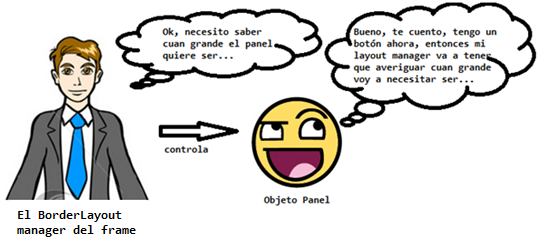 Ok, necesito saber
cuan grande el panel
quiere ser...
Bueno, te cuento, tengo un
botón ahora, entonces mi
layout manager va a tener
que averiguar cuan grande
voy a necesitar ser...
controla
Objeto Panel
El BorderLayout
manager del frame